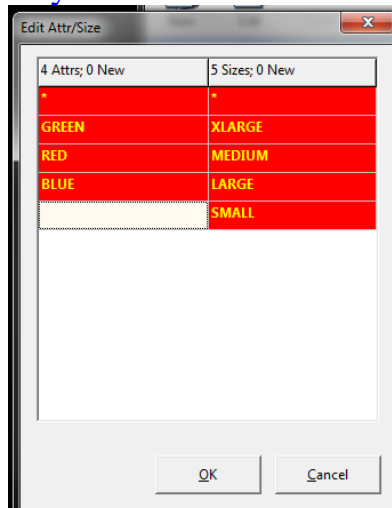 Edit Attr/Size
4 Attrs; 0 New 5 Sizes; 0 New
* *
GREEN XLARGE
RED MEDIUM
BLUE LARGE
SMALL
OK Cancel